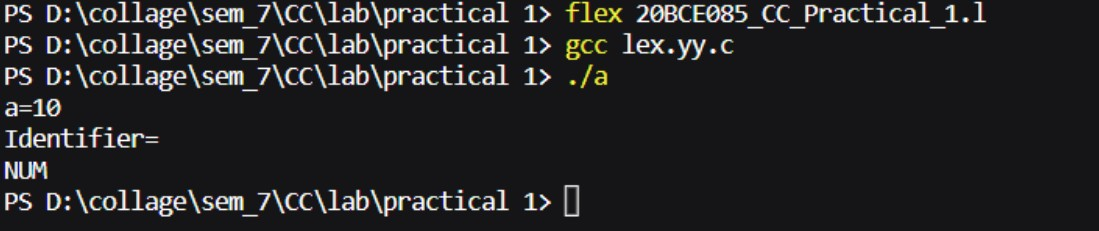 PS D:\collage\sem_7\CC\lab\practical 1> flex 20BCE085_CC_Practical_1.l
PS D:\collage\sem_7\CC\lab\practical 1> gcc lex.yy.c
PS D:\collage\sem_7\CC\lab\practical 1> ./a
a=10
Identifier=
NUM
PS D:\collage\sem_7\CC\lab\practical 1>